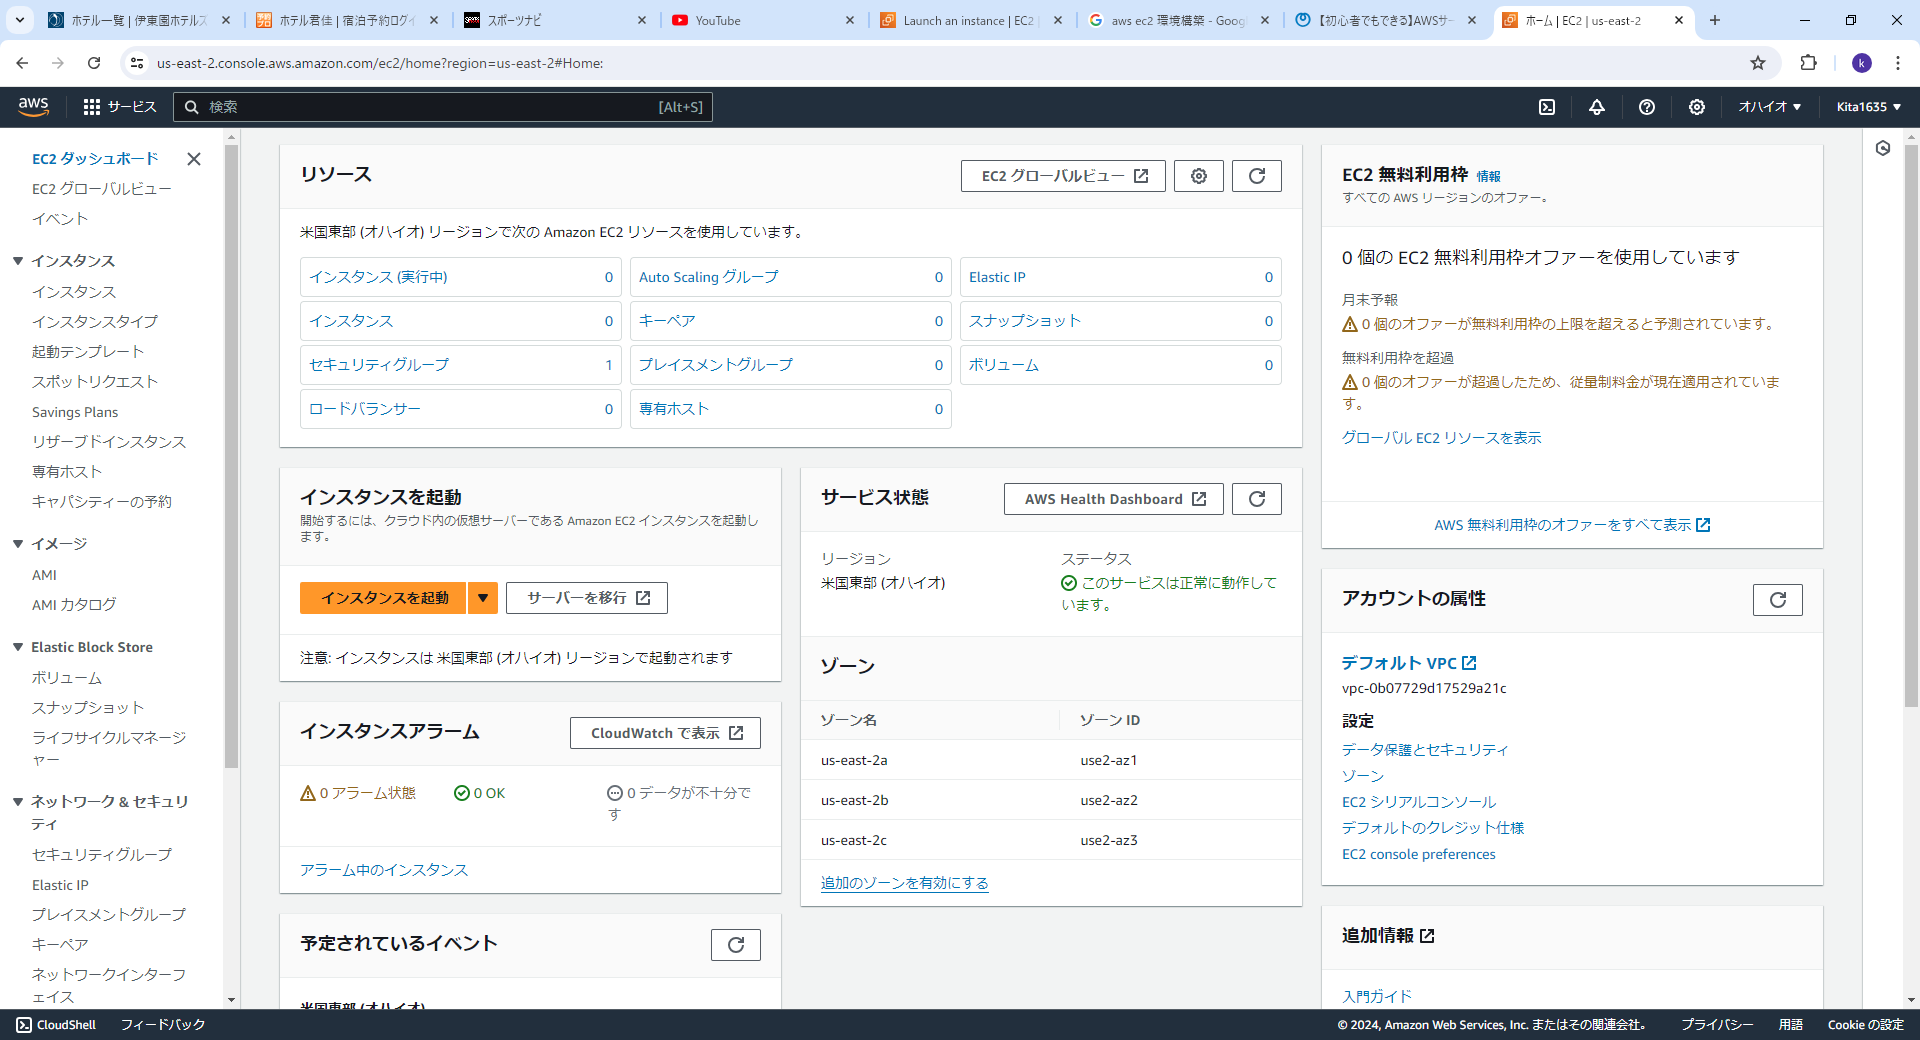 ホテル一覧 | 伊東園ホテルズ
ホテル君佳 | 宿泊予約ログイ
スポーツナビ
YouTube
Launch an instance | EC2 |
aws ec2 環境構築 - Googl
【初心者でもできる】AWSサー
ホーム | EC2 | us-east-2
us-east-2.console.aws.amazon.com/ec2/home?region=us-east-2#Home:
k
aws
サービス
検索
[Alt+S]
オハイオ
Kita1635
EC2 ダッシュボード
EC2 グローバルビュー
イベント
インスタンス
インスタンス
インスタンスタイプ
起動テンプレート
スポットリクエスト
Savings Plans
リザーブドインスタンス
専有ホスト
キャパシティーの予約
イメージ
AMI
AMI カタログ
Elastic Block Store
ボリューム
スナップショット
ライフサイクルマネージ
ャー
ネットワーク & セキュリ
ティ
セキュリティグループ
Elastic IP
プレイスメントグループ
キーペア
ネットワークインターフ
ェイス
リソース
EC2 グローバルビュー
米国東部 (オハイオ) リージョンで次の Amazon EC2 リソースを使用しています。
インスタンス (実行中) 0
Auto Scaling グループ 0
Elastic IP 0
インスタンス 0
キーペア 0
スナップショット 0
セキュリティグループ 1
プレイスメントグループ 0
ボリューム 0
ロードバランサー 0
専有ホスト 0
インスタンスを起動
開始するには、クラウド内の仮想サーバーである Amazon EC2 インスタンスを起動し
ます。
インスタンスを起動
サーバーを移行
注意: インスタンスは 米国東部 (オハイオ) リージョンで起動されます
インスタンスアラーム
CloudWatch で表示
0 アラーム状態
0 OK
0 データが不十分で
す
アラーム中のインスタンス
予定されているイベント
米国東部 (オハイオ)
サービス状態
AWS Health Dashboard
リージョン
米国東部 (オハイオ)
ステータス
このサービスは正常に動作して
います。
ゾーン
ゾーン名
ゾーン ID
us-east-2a
use2-az1
us-east-2b
use2-az2
us-east-2c
use2-az3
追加のゾーンを有効にする
EC2 無料利用枠 情報
すべての AWS リージョンのオファー。
0 個の EC2 無料利用枠オファーを使用しています
月末予報
0 個のオファーが無料利用枠の上限を超えると予測されています。
無料利用枠を超過
0 個のオファーが超過したため、従量制料金が現在適用されていま
す。
グローバル EC2 リソースを表示
AWS 無料利用枠のオファーをすべて表示
アカウントの属性
デフォルト VPC
vpc-0b07729d17529a21c
設定
データ保護とセキュリティ
ゾーン
EC2 シリアルコンソール
デフォルトのクレジット仕様
EC2 console preferences
追加情報
入門ガイド
CloudShell
フィードバック
© 2024, Amazon Web Services, Inc. またはその関連会社。
プライバシー
用語
Cookie の設定